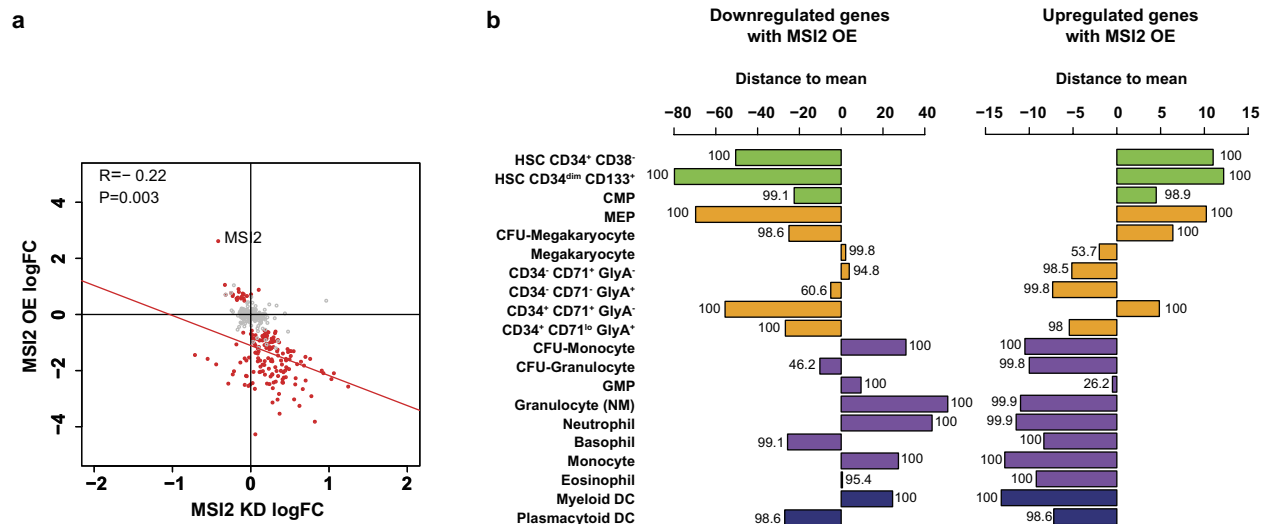 a
R=− 0.22
P=0.003
MSI2
4
2
0
−2
−4
MSI2 OE logFC
−2 −1 0 1 2
MSI2 KD logFC
b
Downregulated genes
with MSI2 OE
Distance to mean
−80 −60 −40 −20 0 20 40 60
Upregulated genes
with MSI2 OE
Distance to mean
−15 −10 −5 0 5 10 15
HSC CD34⁺ CD38⁻ 100 100
HSC CD34ᵈⁱᵐ CD133⁺ 100 100
CMP 99.1 98.9
MEP 100 100
CFU-Megakaryocyte 98.6 100
Megakaryocyte 99.8 53.7
CD34⁻ CD71⁺ GlyA⁻ 94.8 98.5
CD34⁻ CD71⁻ GlyA⁺ 60.6 99.8
CD34⁺ CD71⁺ GlyA⁻ 100 100
CD34⁺ CD71ˡᵒ GlyA⁺ 100 98
CFU-Monocyte 100 100
CFU-Granulocyte 46.2 99.8
GMP 100 26.2
Granulocyte (NM) 100 99.9
Neutrophil 100 99.9
Basophil 99.1 100
Monocyte 100 100
Eosinophil 95.4 100
Myeloid DC 100 100
Plasmacytoid DC 98.6 98.6